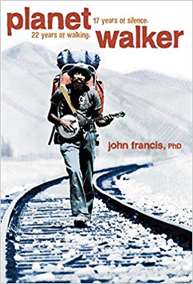 planet
17 years of silence.
22 years of walking.
walker
john francis, PhD